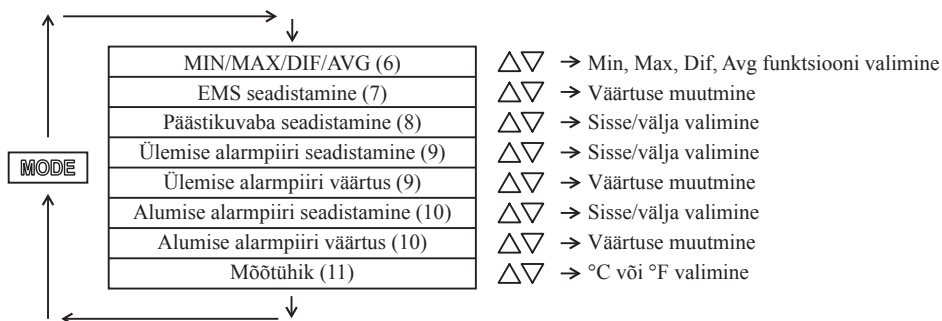 MIN/MAX/DIF/AVG (6) △▽ → Min, Max, Dif, Avg funktsiooni valimine
EMS seadistamine (7) △▽ → Väärtuse muutmine
Päästikuvaba seadistamine (8) △▽ → Sisse/välja valimine
Ülemise alarmpiiri seadistamine (9) △▽ → Sisse/välja valimine
MODE
Ülemise alarmpiiri väärtus (9) △▽ → Väärtuse muutmine
Alumise alarmpiiri seadistamine (10) △▽ → Sisse/välja valimine
Alumise alarmpiiri väärtus (10) △▽ → Väärtuse muutmine
Mõõtühik (11) △▽ → °C või °F valimine